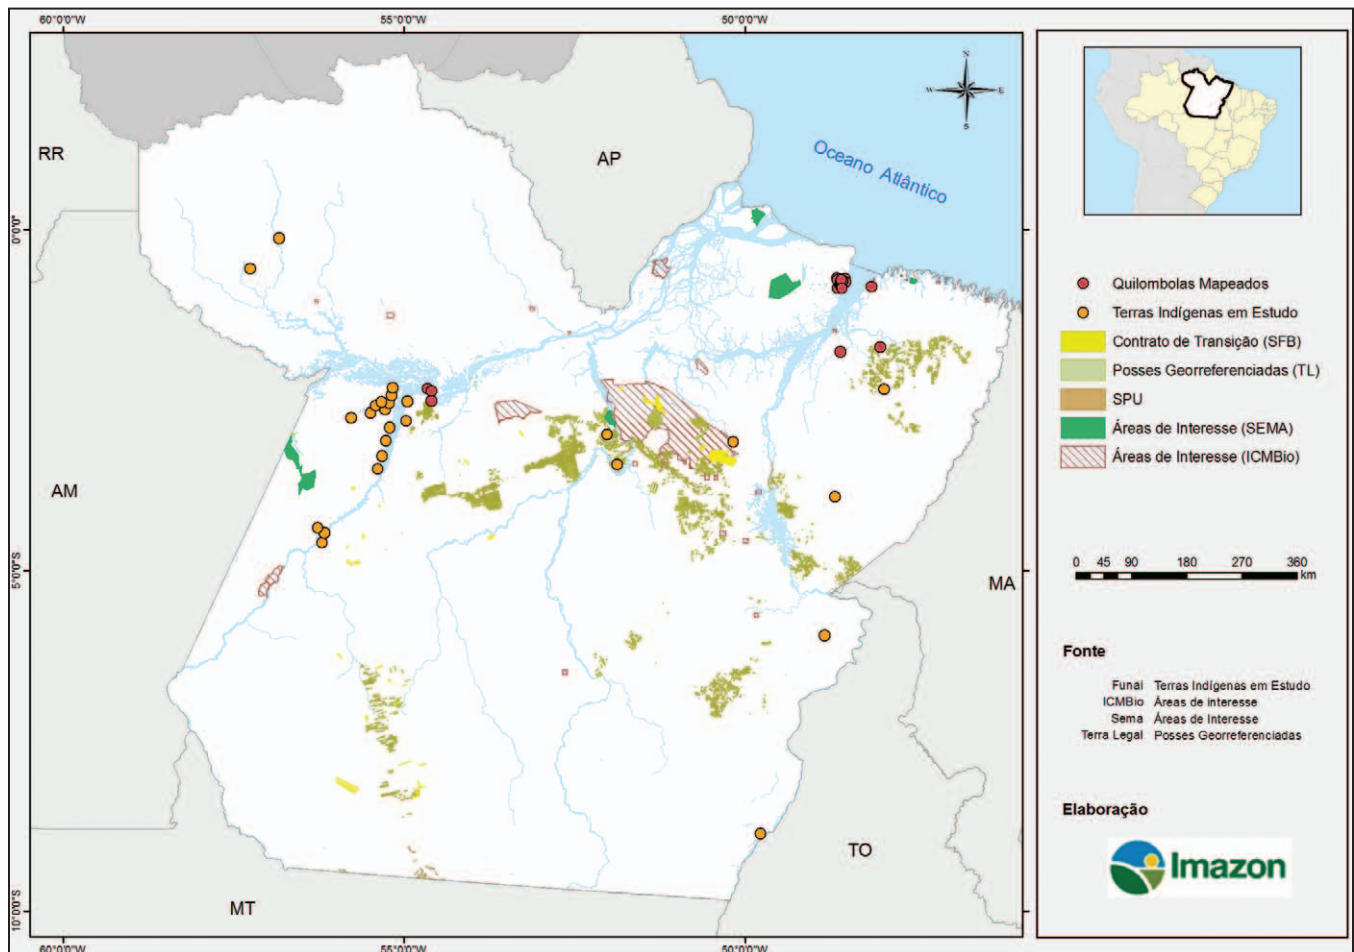 60°0'0"W
55°0'0"W
50°0'0"W
N
W
E
S
RR
AP
Oceano Atlântico
0°0'0"
Quilombolas Mapeados
Terras Indígenas em Estudo
Contrato de Transição (SFB)
Posses Georreferenciadas (TL)
SPU
Áreas de Interesse (SEMA)
Áreas de Interesse (ICMBio)
AM
5°0'0"S
MA
0 45 90 180 270 360
km
Fonte
Funai Terras Indígenas em Estudo
ICMBio Áreas de Interesse
Sema Áreas de Interesse
Terra Legal Posses Georreferenciadas
Elaboração
Imazon
TO
MT
10°0'0"S
60°0'0"W
55°0'0"W
50°0'0"W